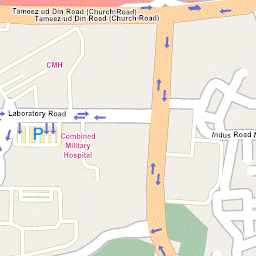 Tameez ud Din Road (Church Road)
Tameez ud Din Road (Church Road)
CMH
Laboratory Road
P
Combined
Military
Hospital
Indus Road